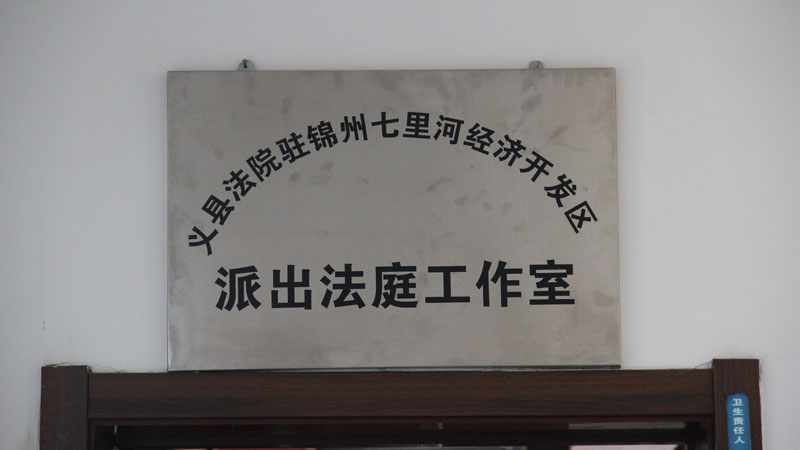 义县法院驻锦州七里河经济开发区
派出法庭工作室
卫生责任人